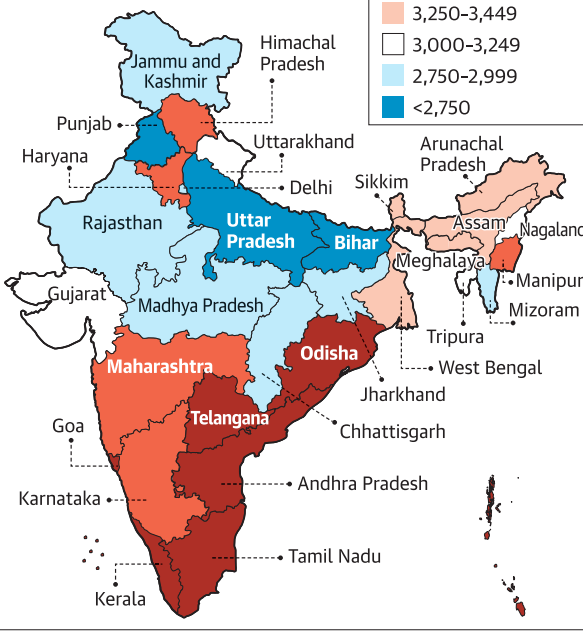 3,250–3,449
3,000–3,249
2,750–2,999
<2,750
Jammu and
Kashmir
Himachal
Pradesh
Punjab
Uttarakhand
Haryana
Delhi
Arunachal
Pradesh
Sikkim
Rajasthan
Uttar
Pradesh
Bihar
Assam
Nagaland
Meghalaya
Gujarat
Madhya Pradesh
Manipur
Mizoram
Tripura
Maharashtra
Odisha
West Bengal
Jharkhand
Telangana
Chhattisgarh
Goa
Karnataka
Andhra Pradesh
Tamil Nadu
Kerala